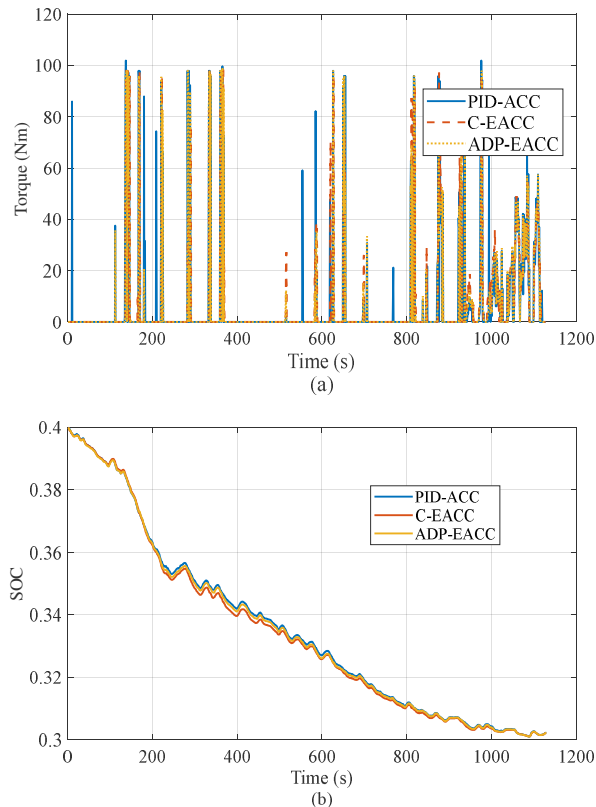 120
100
80
60
40
20
0
Torque (Nm)
PID-ACC
C-EACC
ADP-EACC
0 200 400 600 800 1000 1200
Time (s)
(a)
0.4
0.38
0.36
0.34
0.32
0.3
SOC
PID-ACC
C-EACC
ADP-EACC
0 200 400 600 800 1000 1200
Time (s)
(b)